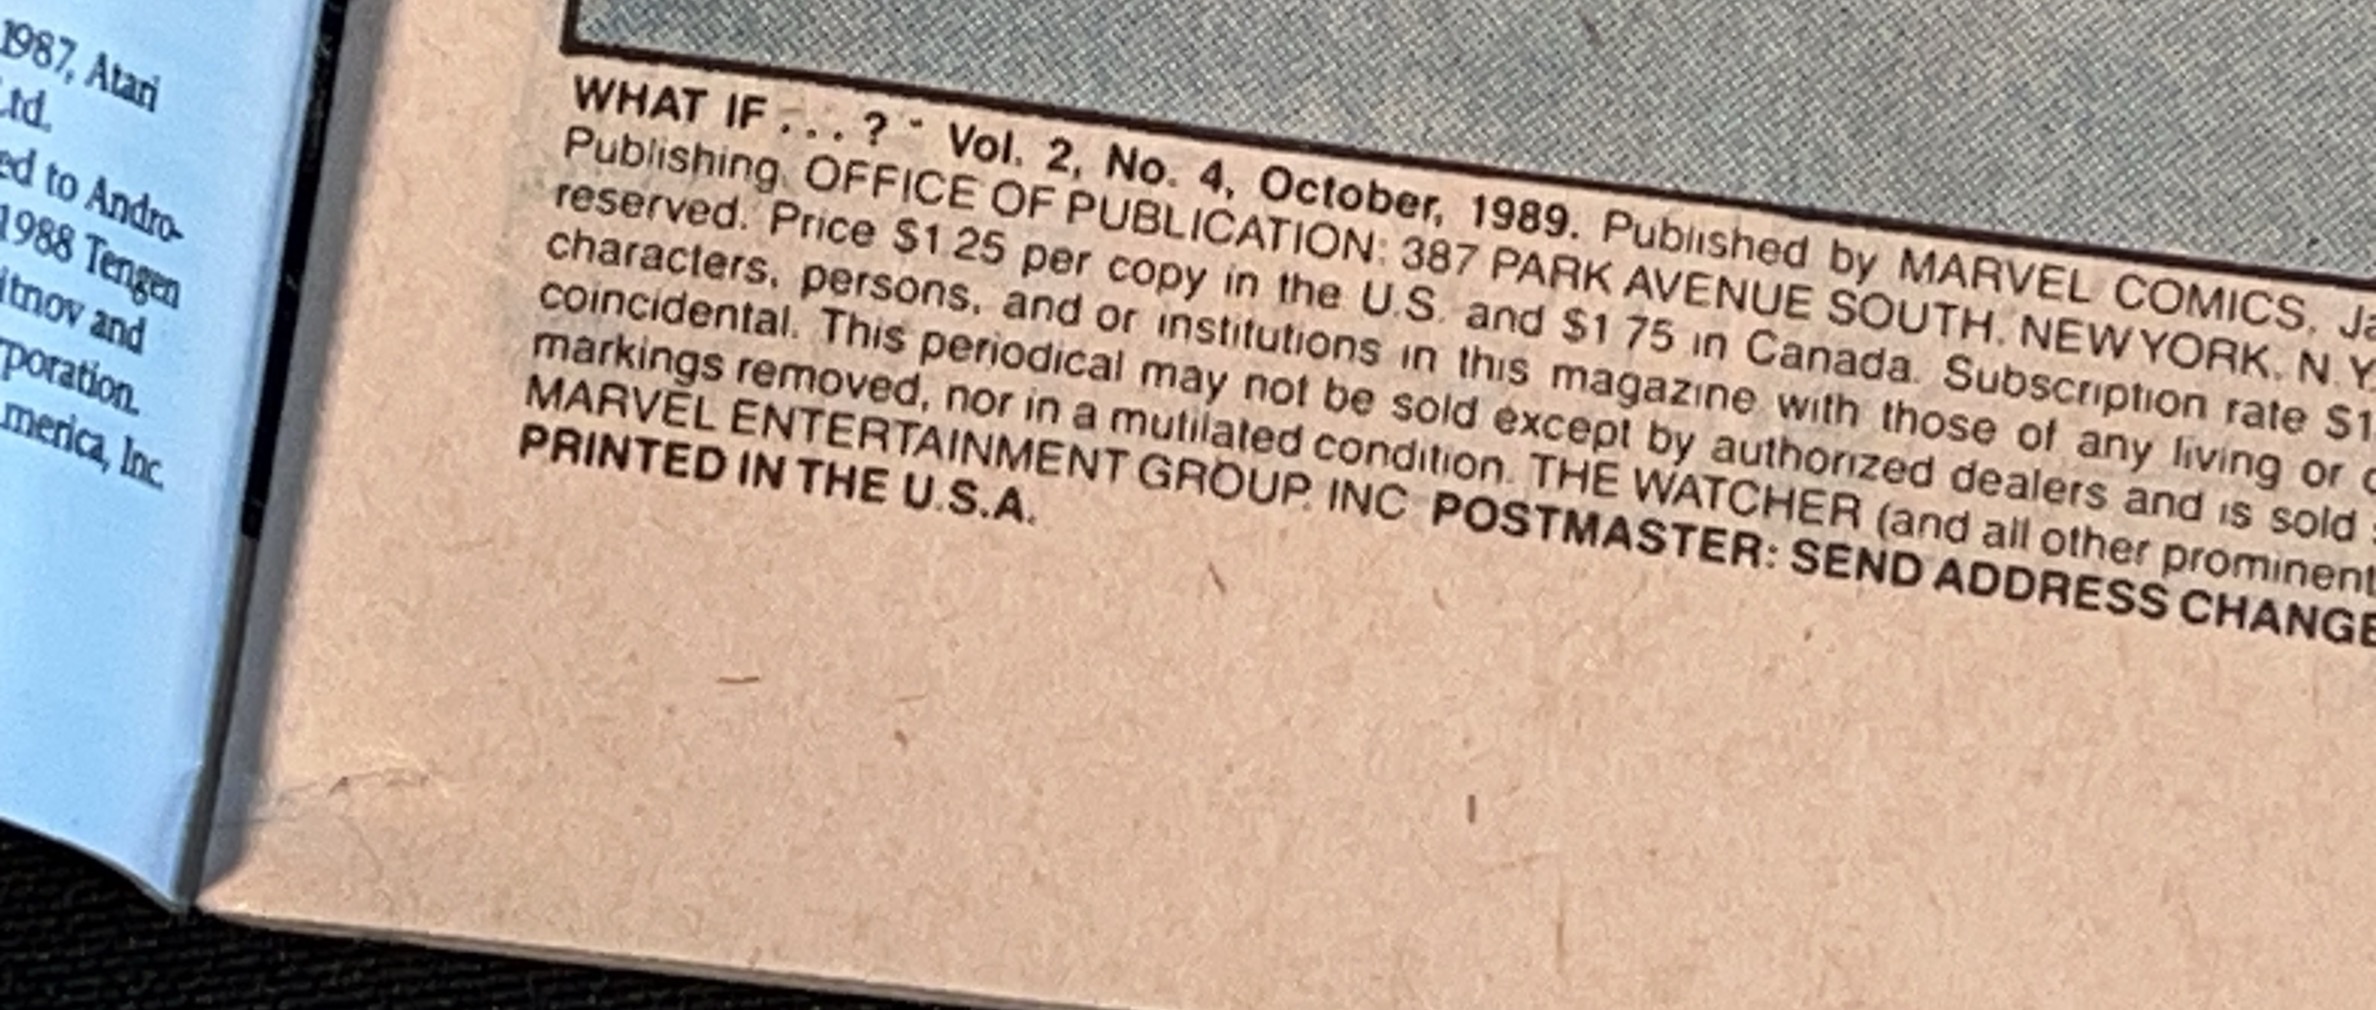 1987, Atari
Ltd.
ed to Andro-
1988 Tengen
itnov and
rporation.
merica, Inc.
WHAT IF...? Vol. 2, No. 4, October, 1989. Published by MARVEL COMICS, Ja
Publishing. OFFICE OF PUBLICATION: 387 PARK AVENUE SOUTH, NEW YORK, N.Y.
reserved. Price $1.25 per copy in the U.S. and $1.75 in Canada. Subscription rate $1
characters, persons, and or institutions in this magazine with those of any living or d
coincidental. This periodical may not be sold except by authorized dealers and is sold s
markings removed, nor in a mutilated condition. THE WATCHER (and all other prominent
MARVEL ENTERTAINMENT GROUP, INC. POSTMASTER: SEND ADDRESS CHANGE
PRINTED IN THE U.S.A.